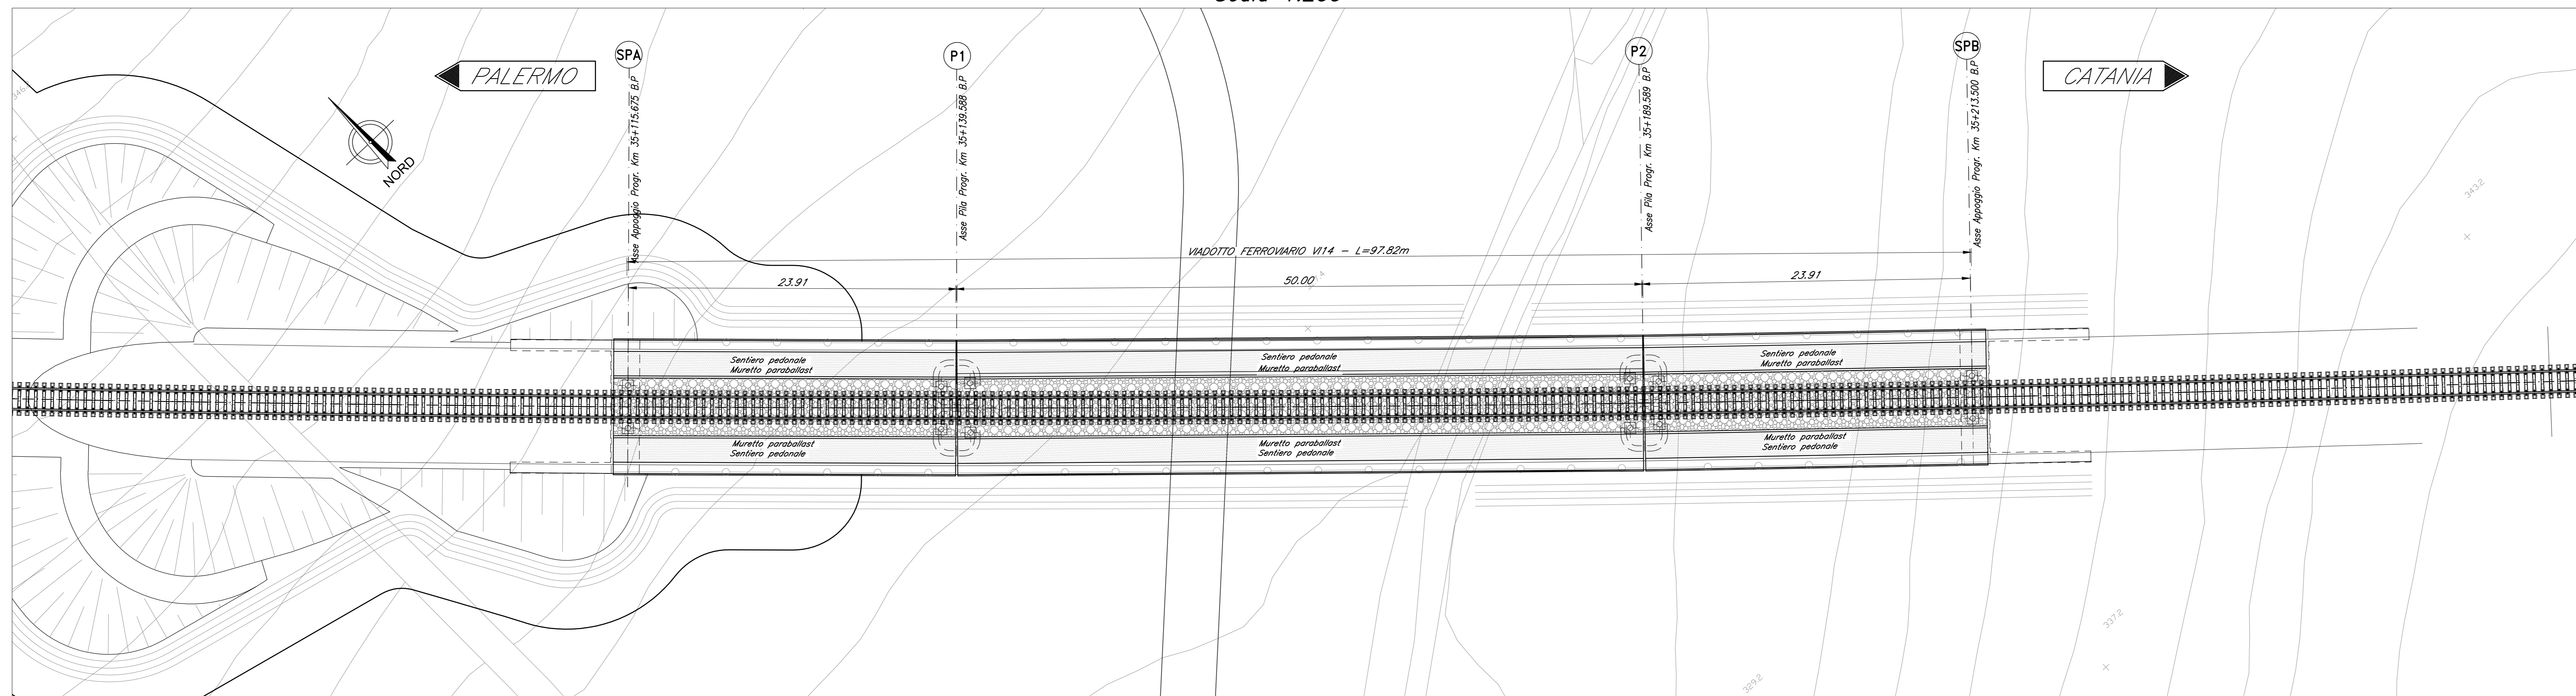 Scala 1:200
SPA
P1
P2
SPB
PALERMO
CATANIA
NORD
Asse Appoggio Progr. Km 35+115.675 B.P
Asse Pila Progr. Km 35+139.588 B.P
Asse Pila Progr. Km 35+189.589 B.P
Asse Appoggio Progr. Km 35+213.500 B.P
VIADOTTO FERROVIARIO VI14 - L=97.82m
23.91
50.00
23.91
Sentiero pedonale
Muretto paraballast
Sentiero pedonale
Muretto paraballast
Sentiero pedonale
Muretto paraballast
Muretto paraballast
Sentiero pedonale
Muretto paraballast
Sentiero pedonale
Muretto paraballast
Sentiero pedonale
343.2
337.2
329.2